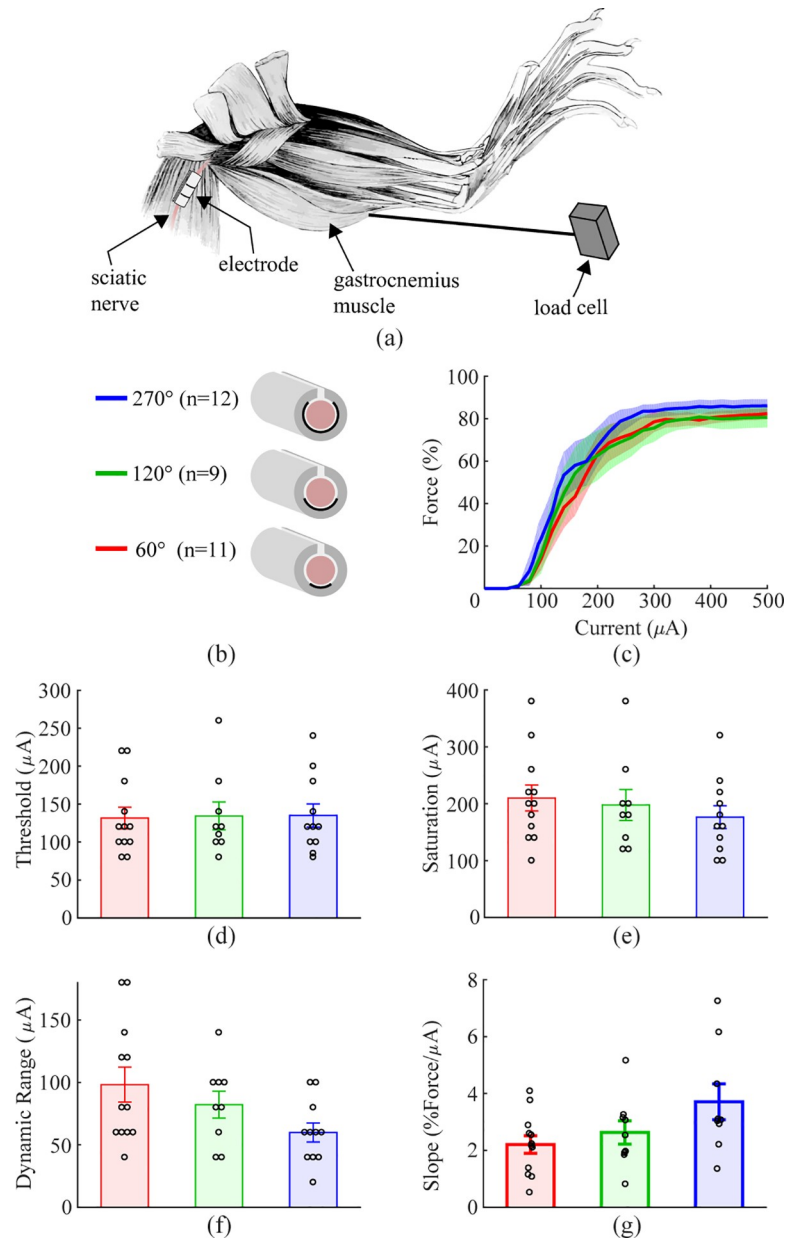 sciatic
nerve
electrode
gastrocnemius
muscle
load cell
(a)
270° (n=12)
120° (n=9)
60° (n=11)
(b)
Force (%)
100
80
60
40
20
0 100 200 300 400 500
Current (µA)
(c)
Threshold (µA)
300
250
200
150
100
50
0
(d)
Saturation (µA)
400
300
200
100
0
(e)
Dynamic Range (µA)
150
100
50
0
(f)
Slope (%Force/µA)
8
6
4
2
0
(g)